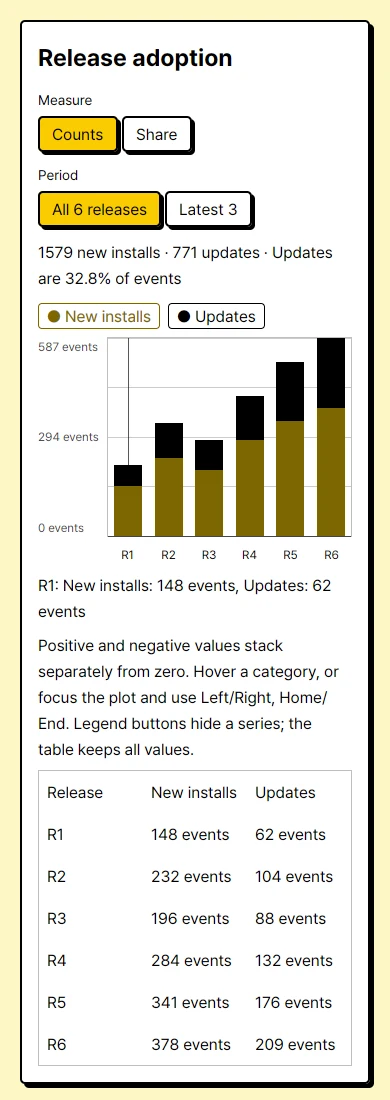 Release adoption
Measure
Counts Share
Period
All 6 releases Latest 3
1579 new installs · 771 updates · Updates
are 32.8% of events
New installs Updates
587 events
294 events
0 events
R1 R2 R3 R4 R5 R6
R1: New installs: 148 events, Updates: 62
events
Positive and negative values stack
separately from zero. Hover a category, or
focus the plot and use Left/Right, Home/
End. Legend buttons hide a series; the
table keeps all values.
Release New installs Updates
R1 148 events 62 events
R2 232 events 104 events
R3 196 events 88 events
R4 284 events 132 events
R5 341 events 176 events
R6 378 events 209 events